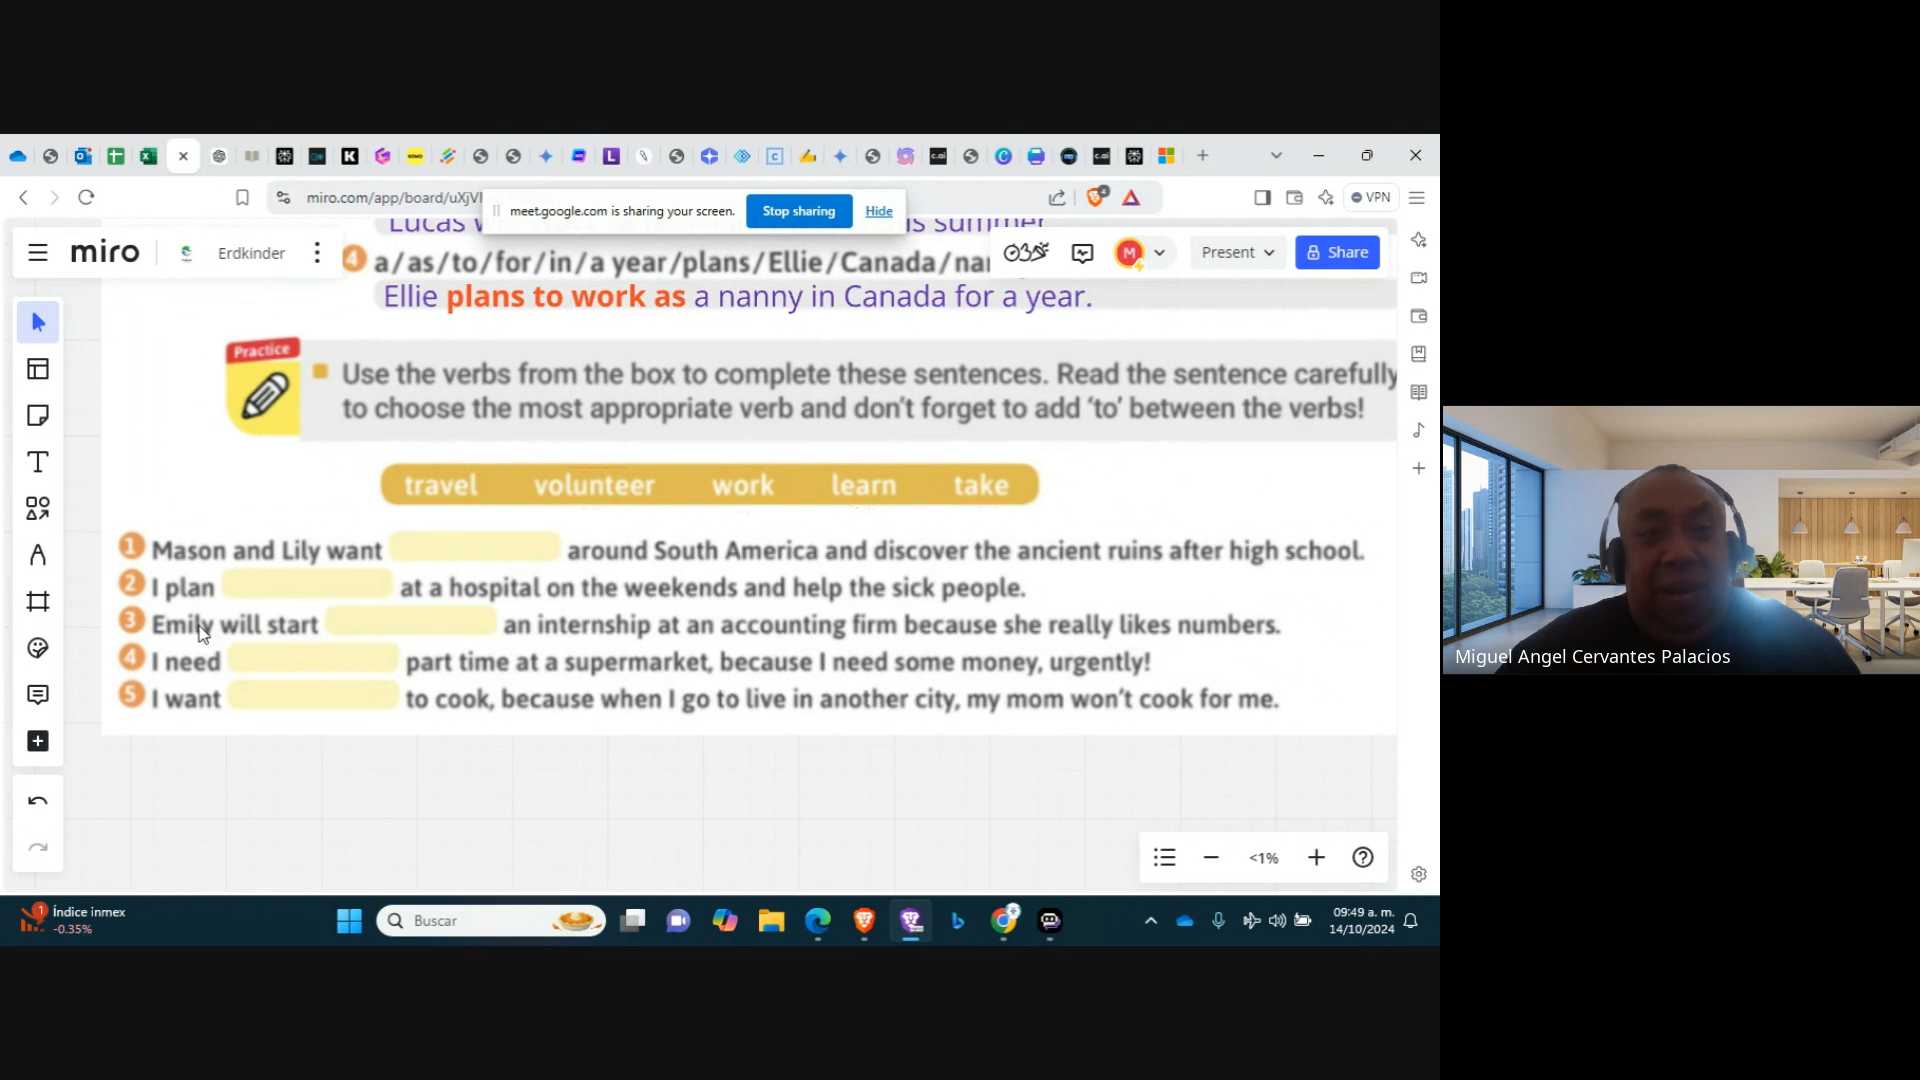 miro.com/app/board/uXjVI
meet.google.com is sharing your screen.
Stop sharing
Hide
VPN
miro
Erdkinder
Present
Share
M
Lucas
is summer
4 a/as/to/for/in/a year/plans/Ellie/Canada/nan
Ellie plans to work as a nanny in Canada for a year.
Practice
Use the verbs from the box to complete these sentences. Read the sentence carefully
to choose the most appropriate verb and don't forget to add 'to' between the verbs!
travel volunteer work learn take
1 Mason and Lily want around South America and discover the ancient ruins after high school.
2 I plan at a hospital on the weekends and help the sick people.
3 Emily will start an internship at an accounting firm because she really likes numbers.
4 I need part time at a supermarket, because I need some money, urgently!
5 I want to cook, because when I go to live in another city, my mom won't cook for me.
<1%
Miguel Angel Cervantes Palacios
1
Índice inmex
-0.35%
Buscar
09:49 a. m.
14/10/2024